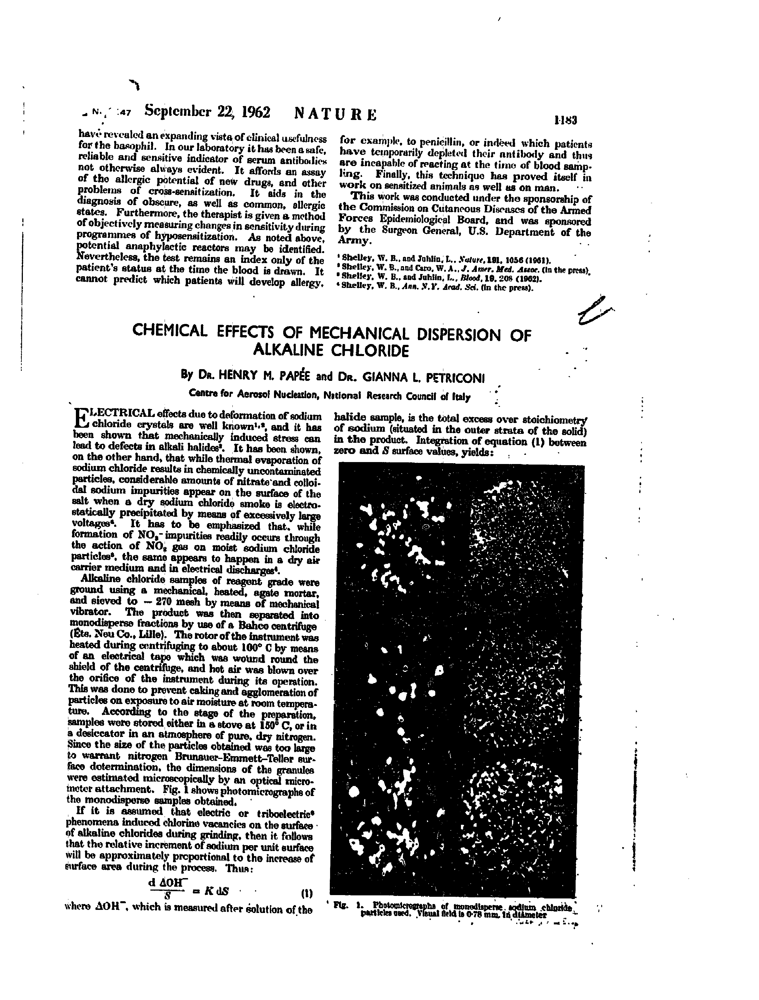 47 September 22, 1962 NATURE 1183
have revealed an expanding vista of clinical usefulness
for the basophil. In our laboratory it has been a safe,
reliable and sensitive indicator of serum antibodies
not otherwise always evident. It affords an assay
of the allergic potential of new drugs, and other
problems of cross-sensitization. It aids in the
diagnosis of obscure, as well as common, allergic
states. Furthermore, the therapist is given a method
of objectively measuring changes in sensitivity during
programmes of hyposensitization. As noted above,
potential anaphylactic reactors may be identified.
Nevertheless, the test remains an index only of the
patient's status at the time the blood is drawn. It
cannot predict which patients will develop allergy,
for example, to penicillin, or indeed which patients
have temporarily depleted their antibody and thus
are incapable of reacting at the time of blood samp-
ling. Finally, this technique has proved itself in
work on sensitized animals as well as on man.
This work was conducted under the sponsorship of
the Commission on Cutaneous Diseases of the Armed
Forces Epidemiological Board, and was sponsored
by the Surgeon General, U.S. Department of the
Army.
¹ Shelley, W. B., and Juhlin, L., Nature, 191, 1056 (1961).
² Shelley, W. B., and Caro, W. A., J. Amer. Med. Assoc. (in the press).
³ Shelley, W. B., and Juhlin, L., Blood, 19, 208 (1962).
⁴ Shelley, W. B., Ann. N.Y. Acad. Sci. (in the press).
CHEMICAL EFFECTS OF MECHANICAL DISPERSION OF
ALKALINE CHLORIDE
By DR. HENRY M. PAPÉE and DR. GIANNA L. PETRICONI
Centre for Aerosol Nucleation, National Research Council of Italy
ELECTRICAL effects due to deformation of sodium
chloride crystals are well known¹,², and it has
been shown that mechanically induced stress can
lead to defects in alkali halides³. It has been shown,
on the other hand, that while thermal evaporation of
sodium chloride results in chemically uncontaminated
particles, considerable amounts of nitrate and colloi-
dal sodium impurities appear on the surface of the
salt when a dry sodium chloride smoke is electro-
statically precipitated by means of excessively large
voltages⁴. It has to be emphasized that, while
formation of NO₃⁻ impurities readily occurs through
the action of NO₂ gas on moist sodium chloride
particles⁵, the same appears to happen in a dry air
carrier medium and in electrical discharges⁶.
Alkaline chloride samples of reagent grade were
ground using a mechanical, heated, agate mortar,
and sieved to − 270 mesh by means of mechanical
vibrator. The product was then separated into
monodisperse fractions by use of a Bahco centrifuge
(Éts. Neu Co., Lille). The rotor of the instrument was
heated during centrifuging to about 100° C by means
of an electrical tape which was wound round the
shield of the centrifuge, and hot air was blown over
the orifice of the instrument during its operation.
This was done to prevent caking and agglomeration of
particles on exposure to air moisture at room tempera-
ture. According to the stage of the preparation,
samples were stored either in a stove at 150° C, or in
a desiccator in an atmosphere of pure, dry nitrogen.
Since the size of the particles obtained was too large
to warrant nitrogen Brunauer–Emmett–Teller sur-
face determination, the dimensions of the granules
were estimated microscopically by an optical micro-
meter attachment. Fig. 1 shows photomicrographs of
the monodisperse samples obtained.
If it is assumed that electric or triboelectric⁶
phenomena induced chlorine vacancies on the surface
of alkaline chlorides during grinding, then it follows
that the relative increment of sodium per unit surface
will be approximately proportional to the increase of
surface area during the process. Thus:
d ΔOH⁻ / S = K dS (1)
where ΔOH⁻, which is measured after solution of the
halide sample, is the total excess over stoichiometry
of sodium (situated in the outer strata of the solid)
in the product. Integration of equation (1) between
zero and S surface values, yields:
Fig. 1. Photomicrographs of monodisperse sodium chloride
particles used. Visual field is 0·78 mm. in diameter